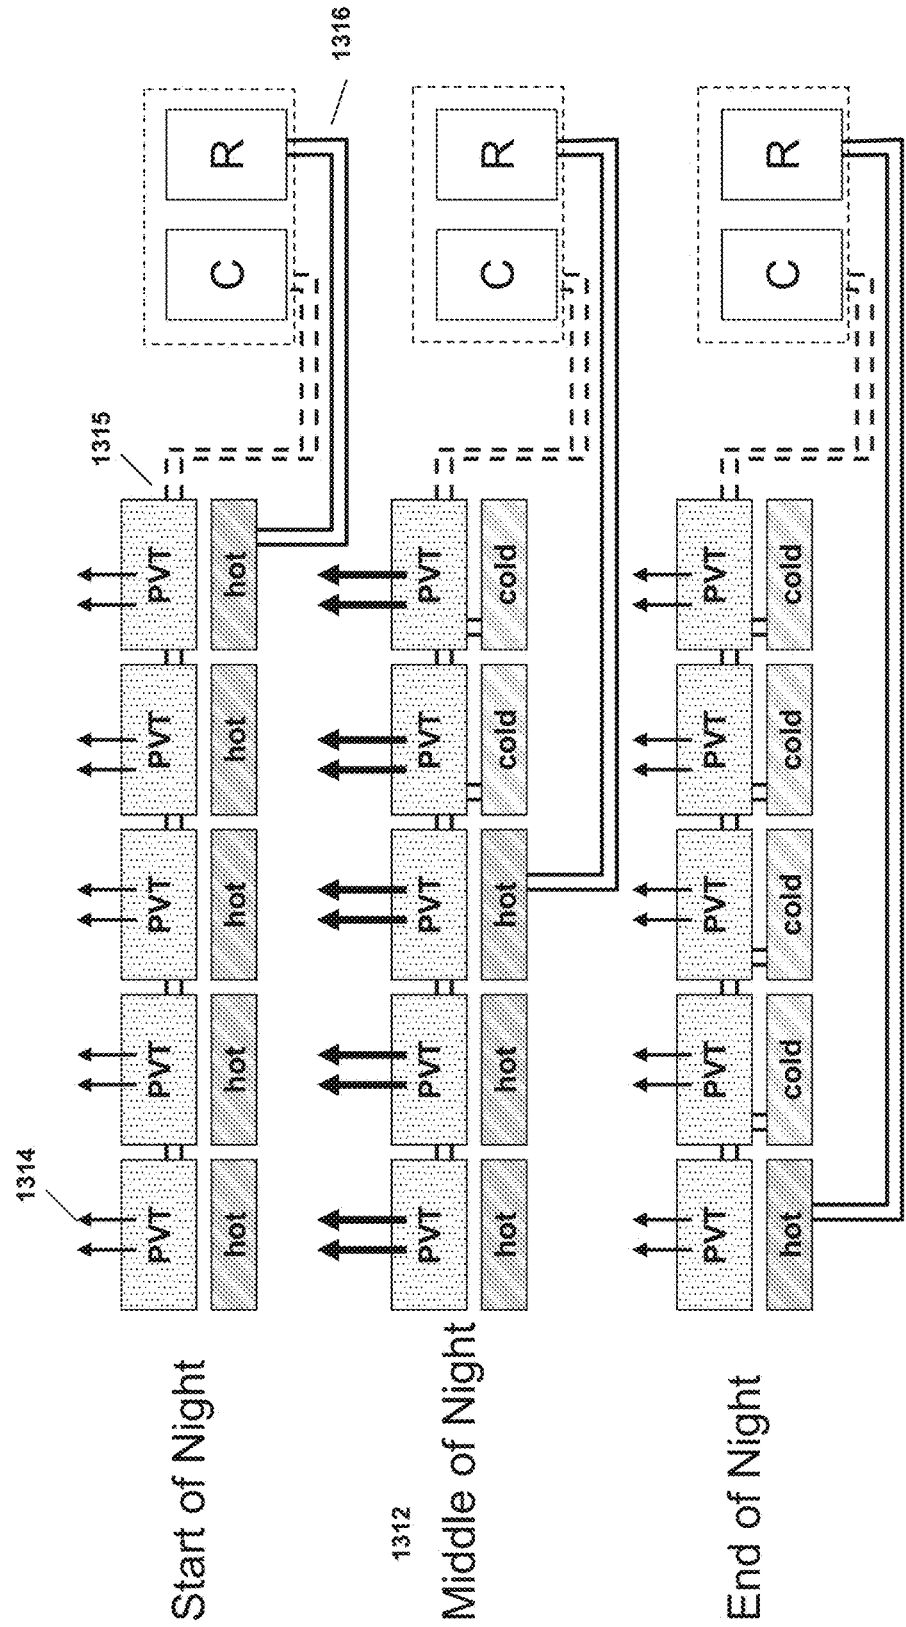 1314
1315
PVT PVT PVT PVT PVT
Start of Night
hot hot hot hot hot
C R
1316
1312
PVT PVT PVT PVT PVT
Middle of Night
hot hot hot cold cold
C R
PVT PVT PVT PVT PVT
End of Night
hot cold cold cold cold
C R